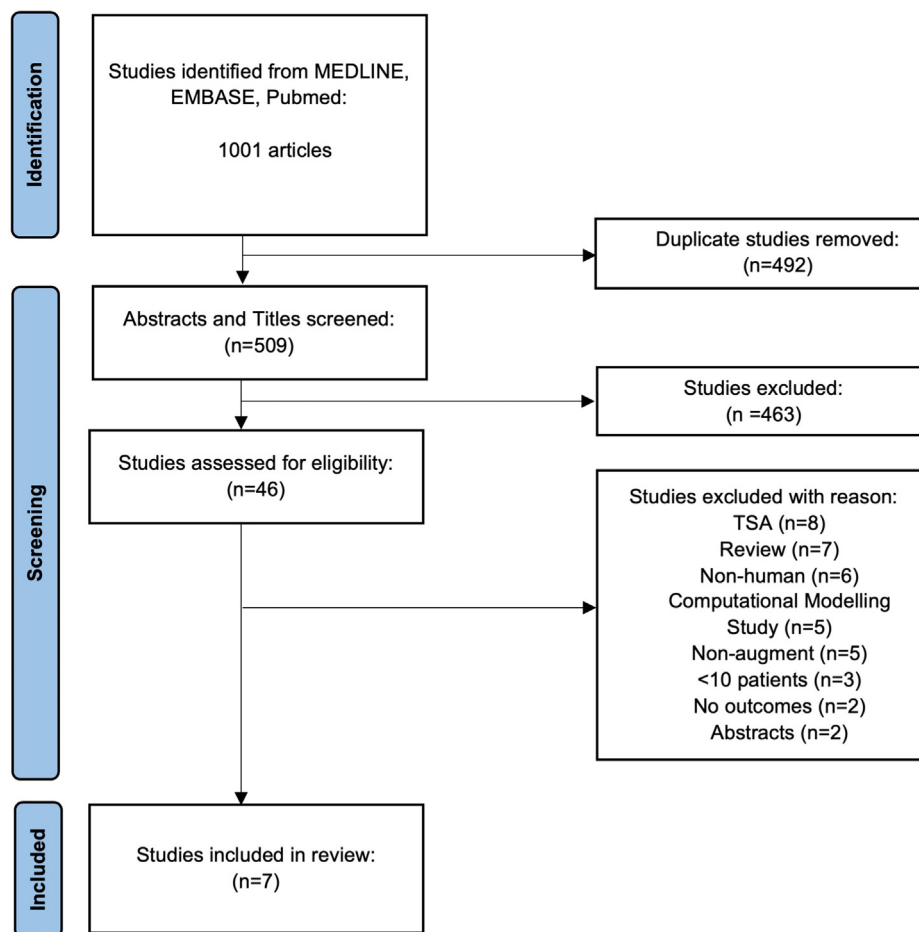 Identification
Studies identified from MEDLINE,
EMBASE, Pubmed:
1001 articles
Duplicate studies removed:
(n=492)
Screening
Abstracts and Titles screened:
(n=509)
Studies excluded:
(n =463)
Studies assessed for eligibility:
(n=46)
Studies excluded with reason:
TSA (n=8)
Review (n=7)
Non-human (n=6)
Computational Modelling
Study (n=5)
Non-augment (n=5)
<10 patients (n=3)
No outcomes (n=2)
Abstracts (n=2)
Included
Studies included in review:
(n=7)